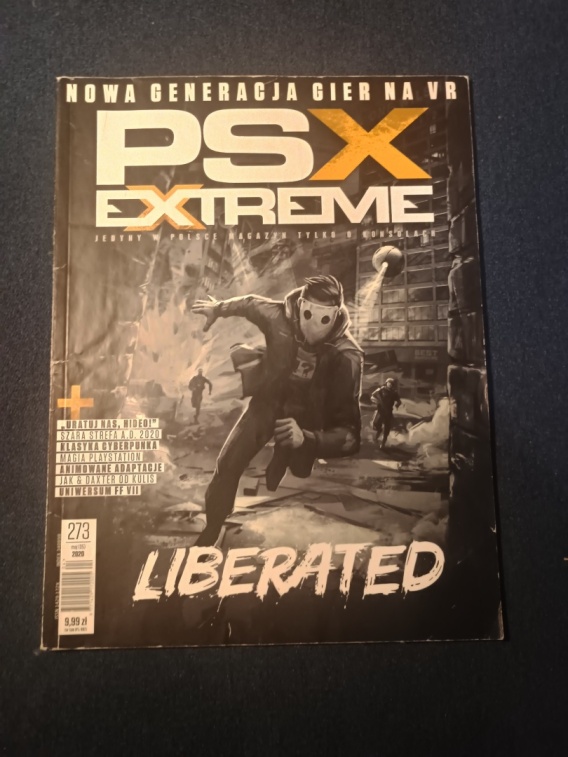 NOWA GENERACJA GIER NA VR
PSX
EXTREME
JEDYNY W POLSCE MAGAZYN TYLKO O KONSOLACH
+
„URATUJ NAS, HIDEO!”
SZARA STREFA A.D. 2020
KLASYKA CYBERPUNKA
MAGIA PLAYSTATION
ANIMOWANE ADAPTACJE
JAK & DAXTER OD KULIS
UNIWERSUM FF VII
273
2020
9,99 zł
LIBERATED